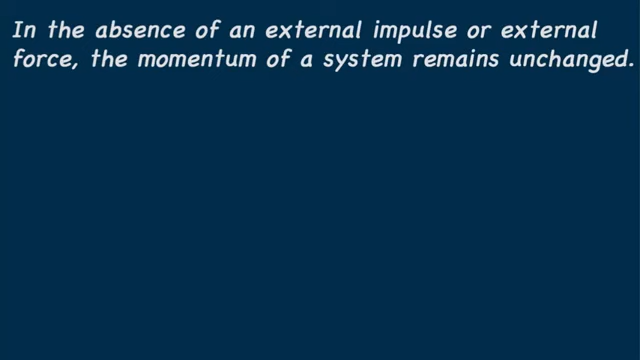 In the absence of an external impulse or external
force, the momentum of a system remains unchanged.